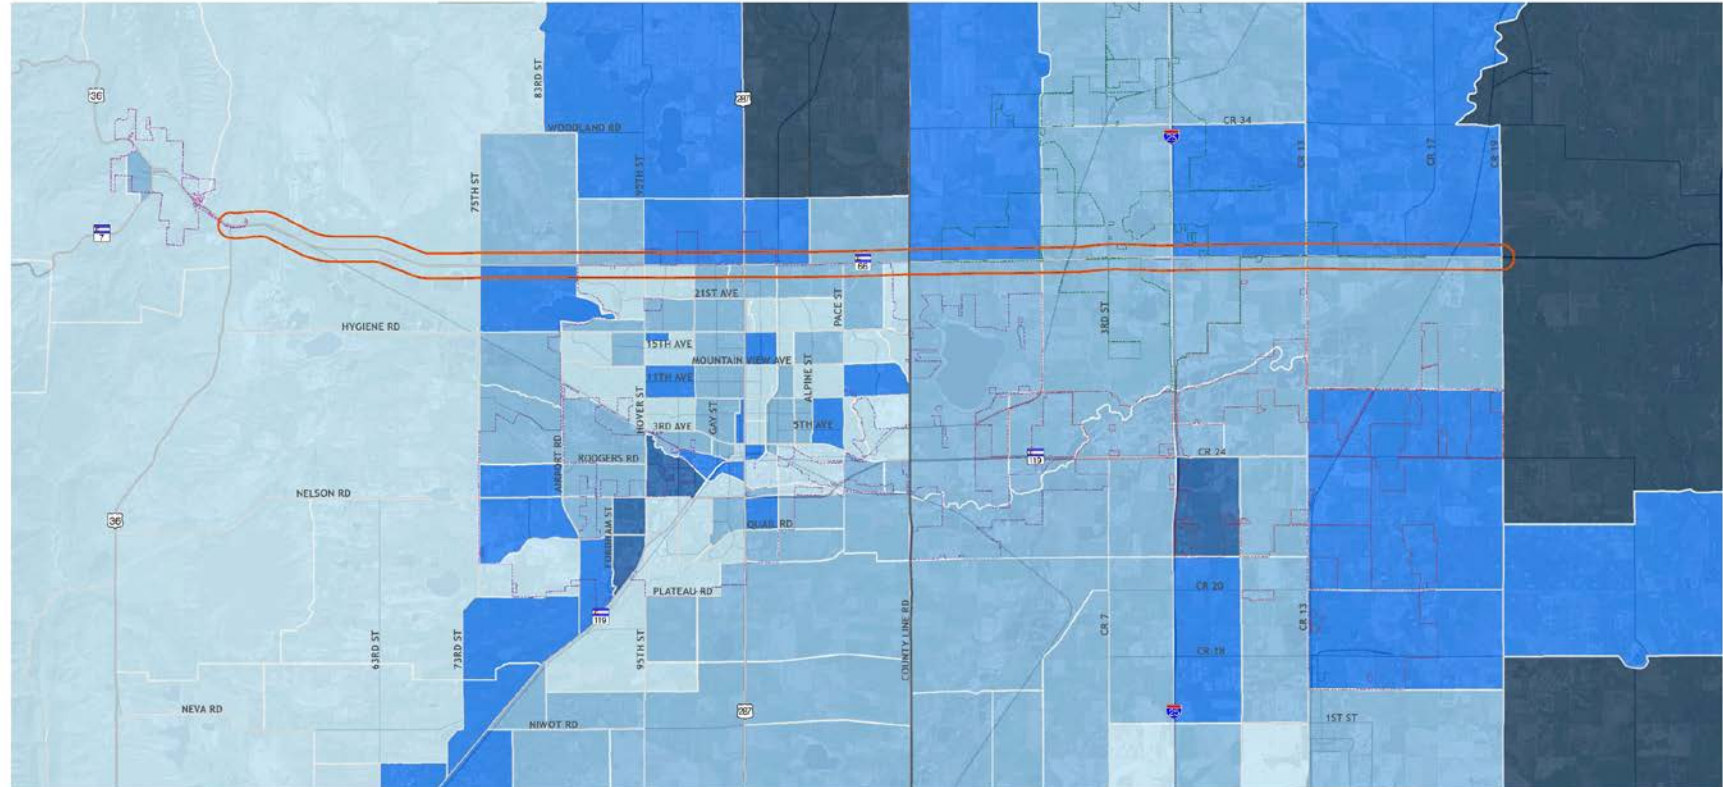 36
83RD ST
287
WOODLAND RD
CR 34
25
95TH ST
CR 13
CR 17
CR 19
75TH ST
7
66
21ST AVE
PACE ST
3RD ST
HYGIENE RD
15TH AVE
MOUNTAIN VIEW AVE
11TH AVE
ALPINE ST
HOVER ST
GAY ST
3RD AVE
5TH AVE
AIRPORT RD
ROGERS RD
119
CR 24
NELSON RD
36
FORDHAM ST
QUAIL RD
PLATEAU RD
CR 20
119
63RD ST
73RD ST
95TH ST
COUNTY LINE RD
CR 7
CR 13
CR 18
NEVA RD
NIWOT RD
287
25
1ST ST